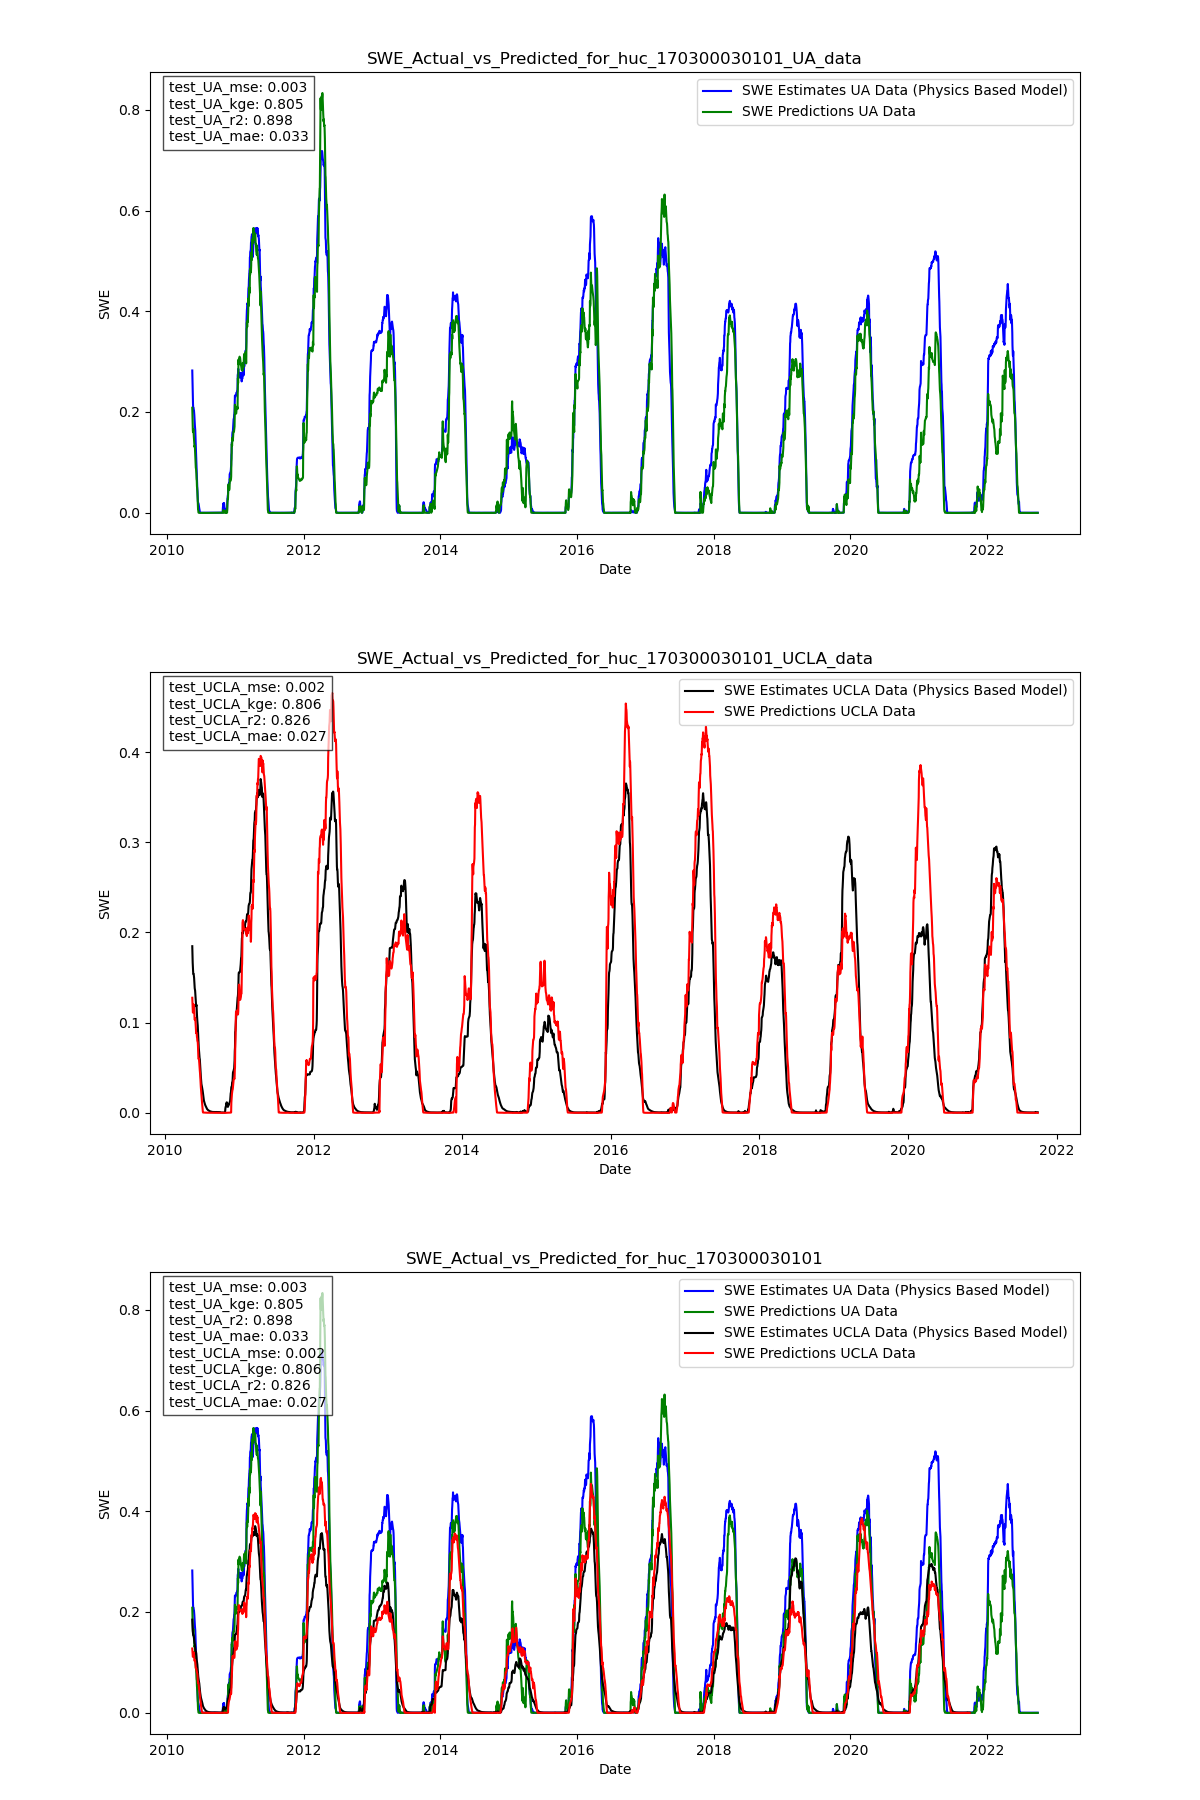 SWE_Actual_vs_Predicted_for_huc_170300030101_UA_data
test_UA_mse: 0.003
test_UA_kge: 0.805
test_UA_r2: 0.898
test_UA_mae: 0.033
SWE Estimates UA Data (Physics Based Model)
SWE Predictions UA Data
0.8
0.6
0.4
0.2
0.0
SWE
2010 2012 2014 2016 2018 2020 2022
Date
SWE_Actual_vs_Predicted_for_huc_170300030101_UCLA_data
test_UCLA_mse: 0.002
test_UCLA_kge: 0.806
test_UCLA_r2: 0.826
test_UCLA_mae: 0.027
SWE Estimates UCLA Data (Physics Based Model)
SWE Predictions UCLA Data
0.4
0.3
0.2
0.1
0.0
SWE
2010 2012 2014 2016 2018 2020 2022
Date
SWE_Actual_vs_Predicted_for_huc_170300030101
test_UA_mse: 0.003
test_UA_kge: 0.805
test_UA_r2: 0.898
test_UA_mae: 0.033
test_UCLA_mse: 0.002
test_UCLA_kge: 0.806
test_UCLA_r2: 0.826
test_UCLA_mae: 0.027
SWE Estimates UA Data (Physics Based Model)
SWE Predictions UA Data
SWE Estimates UCLA Data (Physics Based Model)
SWE Predictions UCLA Data
0.8
0.6
0.4
0.2
0.0
SWE
2010 2012 2014 2016 2018 2020 2022
Date